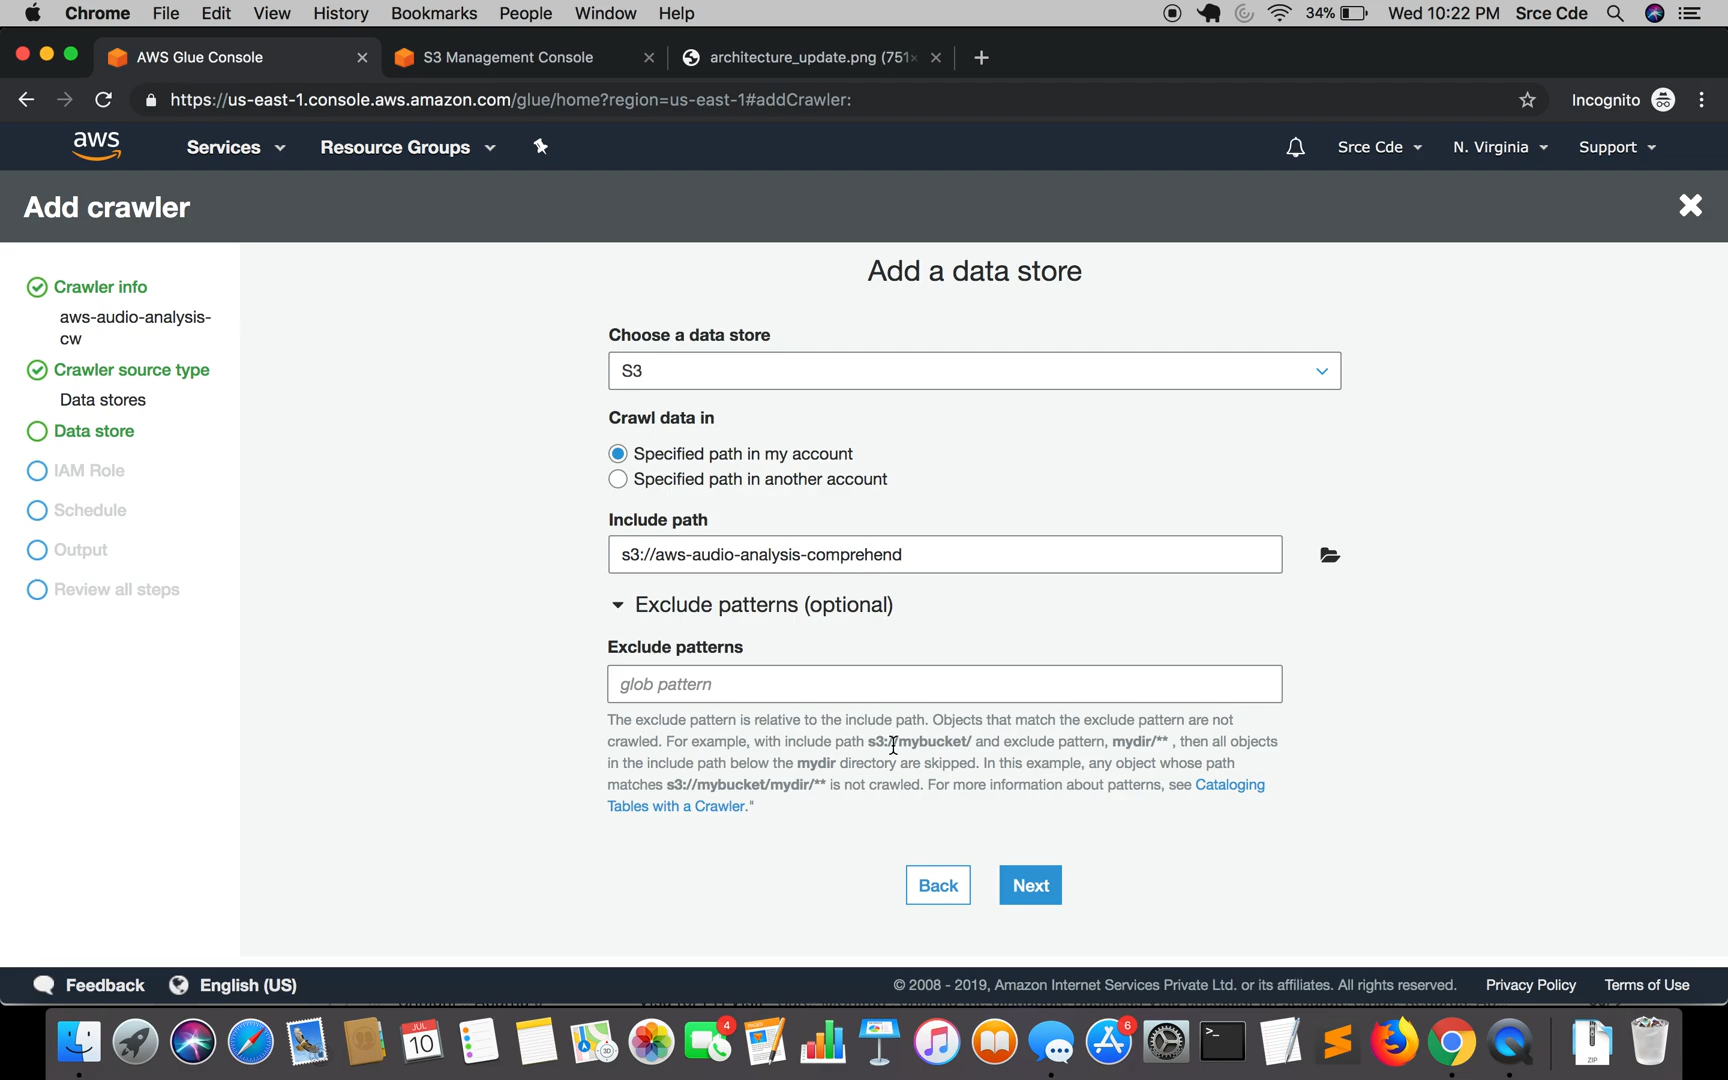 Chrome File Edit View History Bookmarks People Window Help 34% Wed 10:22 PM Srce Cde
AWS Glue Console S3 Management Console architecture_update.png (751×
https://us-east-1.console.aws.amazon.com/glue/home?region=us-east-1#addCrawler: Incognito
aws Services Resource Groups Srce Cde N. Virginia Support
Add crawler
Crawler info
aws-audio-analysis-
cw
Crawler source type
Data stores
Data store
IAM Role
Schedule
Output
Review all steps
Add a data store
Choose a data store
S3
Crawl data in
Specified path in my account
Specified path in another account
Include path
s3://aws-audio-analysis-comprehend
Exclude patterns (optional)
Exclude patterns
glob pattern
The exclude pattern is relative to the include path. Objects that match the exclude pattern are not
crawled. For example, with include path s3://mybucket/ and exclude pattern, mydir/** , then all objects
in the include path below the mydir directory are skipped. In this example, any object whose path
matches s3://mybucket/mydir/** is not crawled. For more information about patterns, see Cataloging
Tables with a Crawler."
Back Next
Feedback English (US) © 2008 - 2019, Amazon Internet Services Private Ltd. or its affiliates. All rights reserved. Privacy Policy Terms of Use
JUL
10
3D
4
6
ZIP